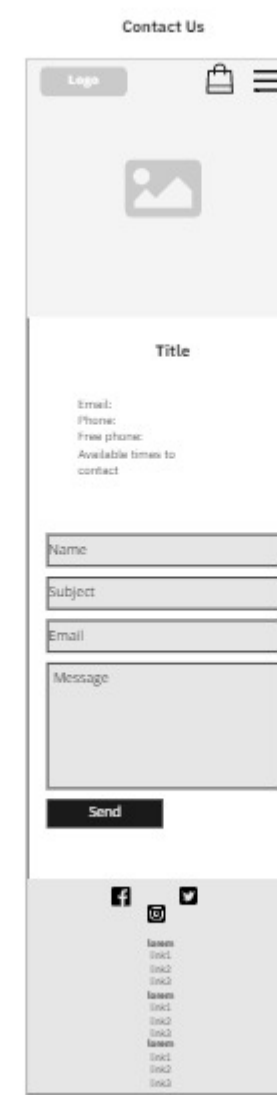 Contact Us
Logo
Title
Email:
Phone:
Free phone:
Available times to
contact
Name
Subject
Email
Message
Send
lorem
link1
link2
link3
lorem
link1
link2
link3
lorem
link1
link2
link3